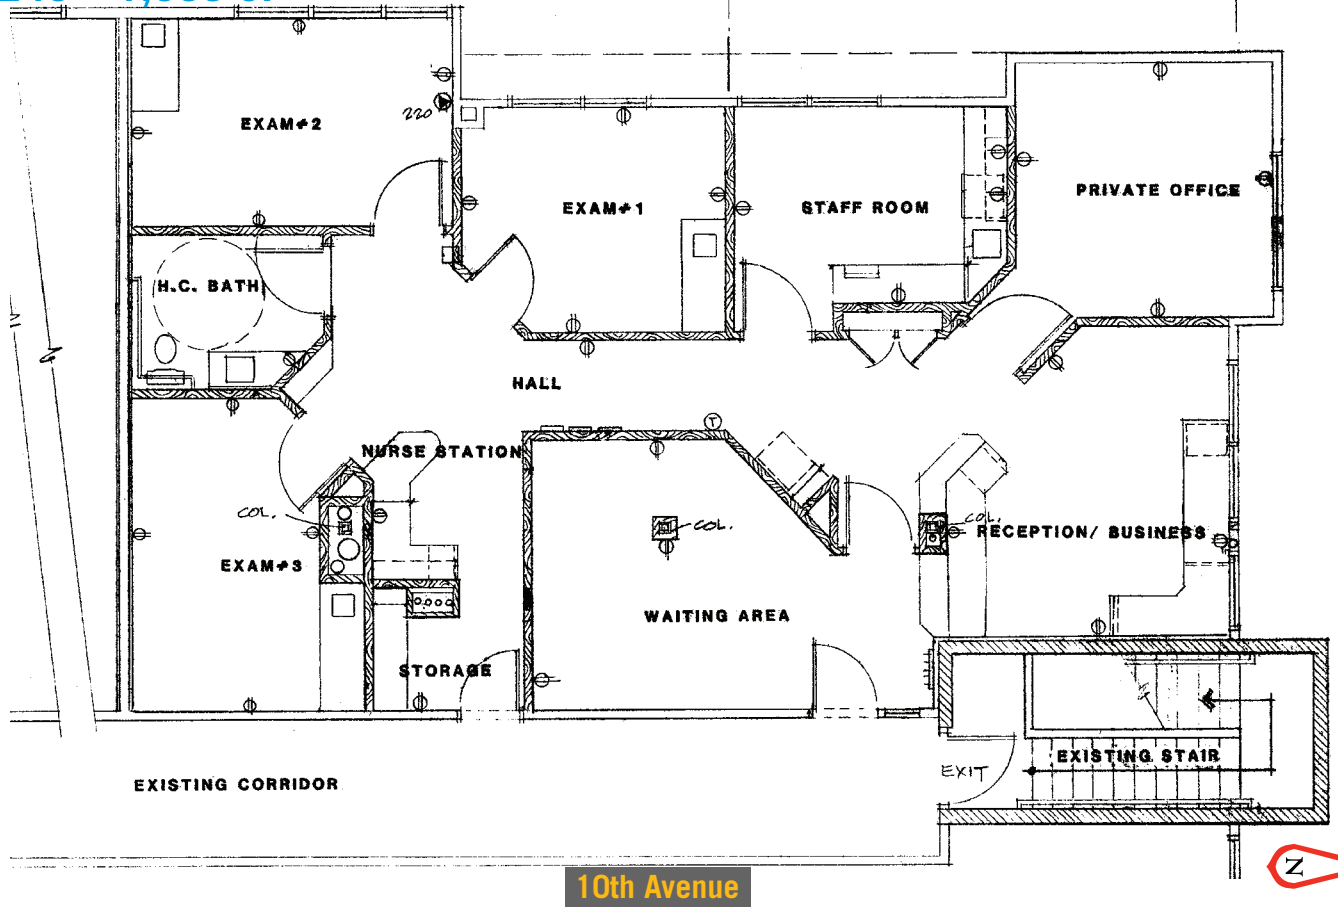 220
EXAM#2
EXAM#1
STAFF ROOM
PRIVATE OFFICE
H.C. BATH
HALL
T
NURSE STATION
COL.
COL.
COL.
RECEPTION/ BUSINESS
EXAM#3
WAITING AREA
STORAGE
EXIT
EXISTING STAIR
EXISTING CORRIDOR
N
10th Avenue